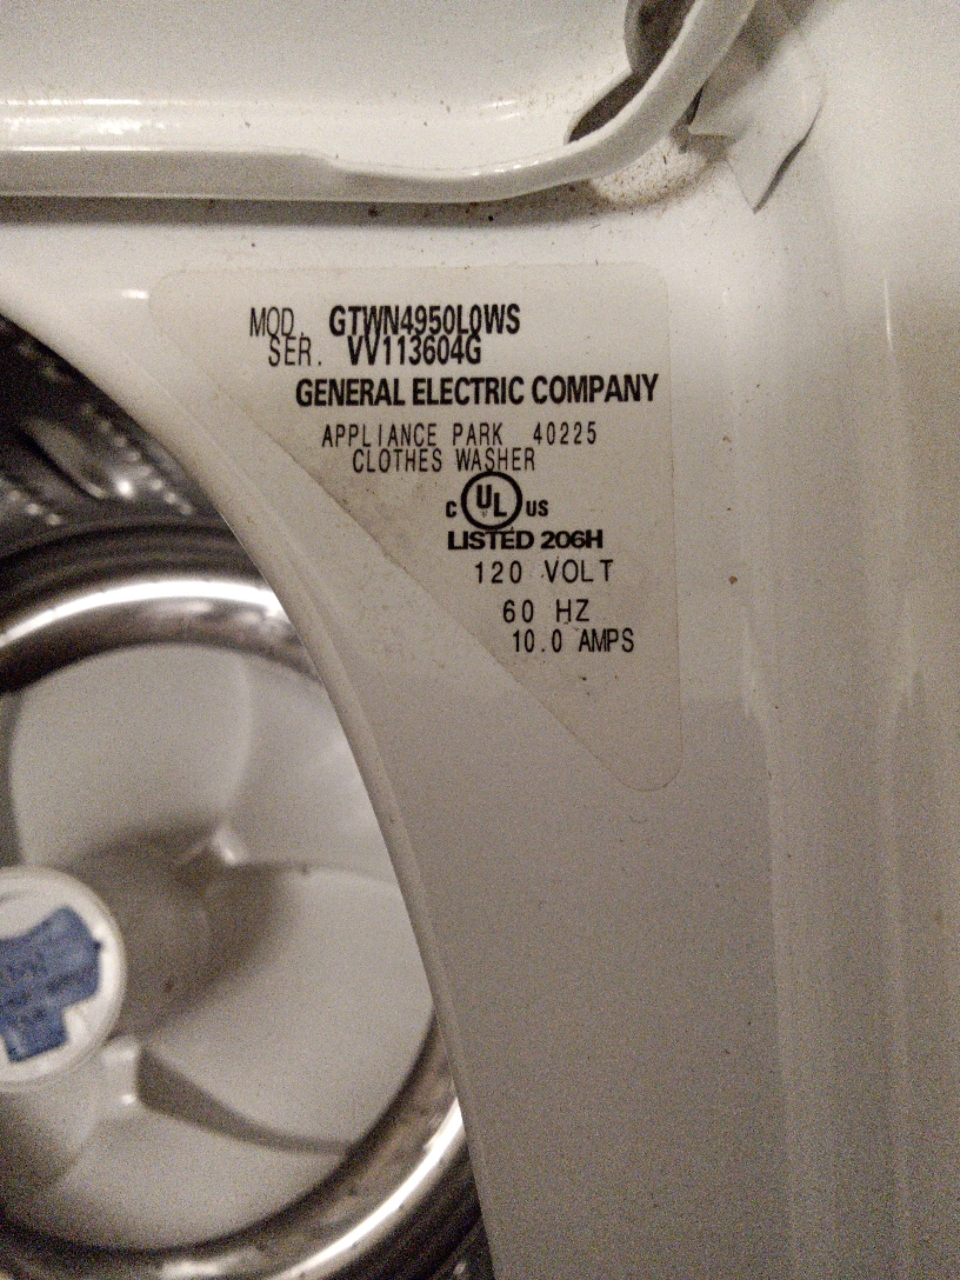 MOD. GTWN4950L0WS
SER. VV113604G
GENERAL ELECTRIC COMPANY
APPLIANCE PARK 40225
CLOTHES WASHER
C UL US
LISTED 206H
120 VOLT
60 HZ
10.0 AMPS